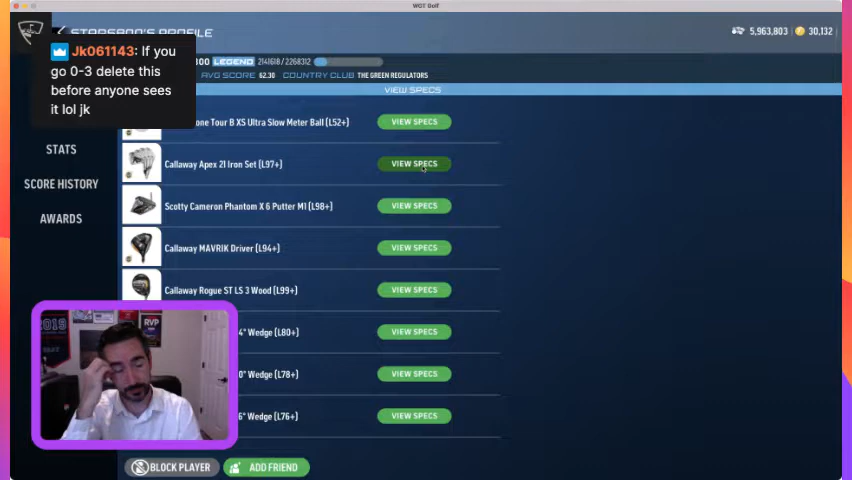 WGT Golf
5,963,803
30,132
Jk061143: If you
go 0-3 delete this
before anyone sees
it lol jk
LEGEND 2141618/2268312
AVG SCORE 62.30 COUNTRY CLUB THE GREEN REGULATORS
VIEW SPECS
Tour B XS Ultra Slow Meter Ball (L52+) VIEW SPECS
STATS
Callaway Apex 21 Iron Set (L97+) VIEW SPECS
SCORE HISTORY
Scotty Cameron Phantom X 6 Putter M1 (L98+) VIEW SPECS
AWARDS
Callaway MAVRIK Driver (L94+) VIEW SPECS
Callaway Rogue ST LS 3 Wood (L99+) VIEW SPECS
4" Wedge (L80+) VIEW SPECS
0" Wedge (L78+) VIEW SPECS
6" Wedge (L76+) VIEW SPECS
2019
RVP
BLOCK PLAYER ADD FRIEND